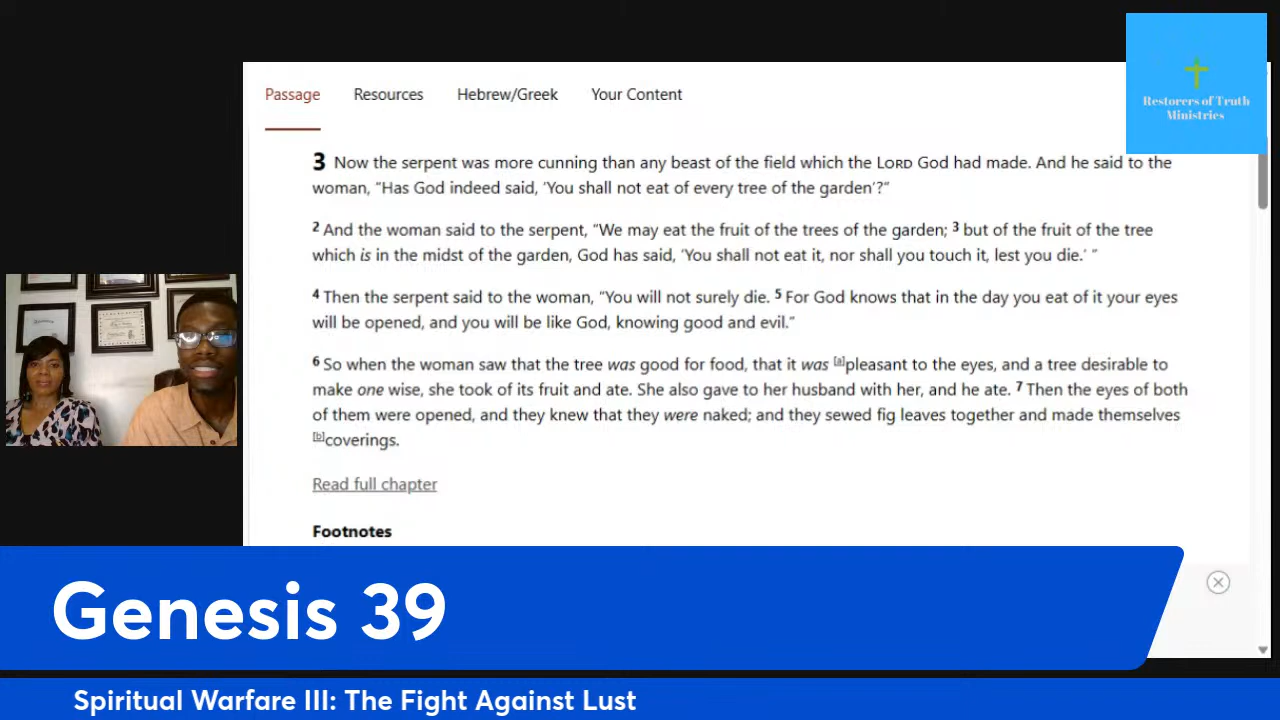 Restorers of Truth
Ministries
Passage Resources Hebrew/Greek Your Content
3 Now the serpent was more cunning than any beast of the field which the LORD God had made. And he said to the
woman, “Has God indeed said, ‘You shall not eat of every tree of the garden’?”
2 And the woman said to the serpent, “We may eat the fruit of the trees of the garden; 3 but of the fruit of the tree
which is in the midst of the garden, God has said, ‘You shall not eat it, nor shall you touch it, lest you die.’ ”
4 Then the serpent said to the woman, “You will not surely die. 5 For God knows that in the day you eat of it your eyes
will be opened, and you will be like God, knowing good and evil.”
6 So when the woman saw that the tree was good for food, that it was [a]pleasant to the eyes, and a tree desirable to
make one wise, she took of its fruit and ate. She also gave to her husband with her, and he ate. 7 Then the eyes of both
of them were opened, and they knew that they were naked; and they sewed fig leaves together and made themselves
[b]coverings.
Read full chapter
Footnotes
Genesis 39
Spiritual Warfare III: The Fight Against Lust